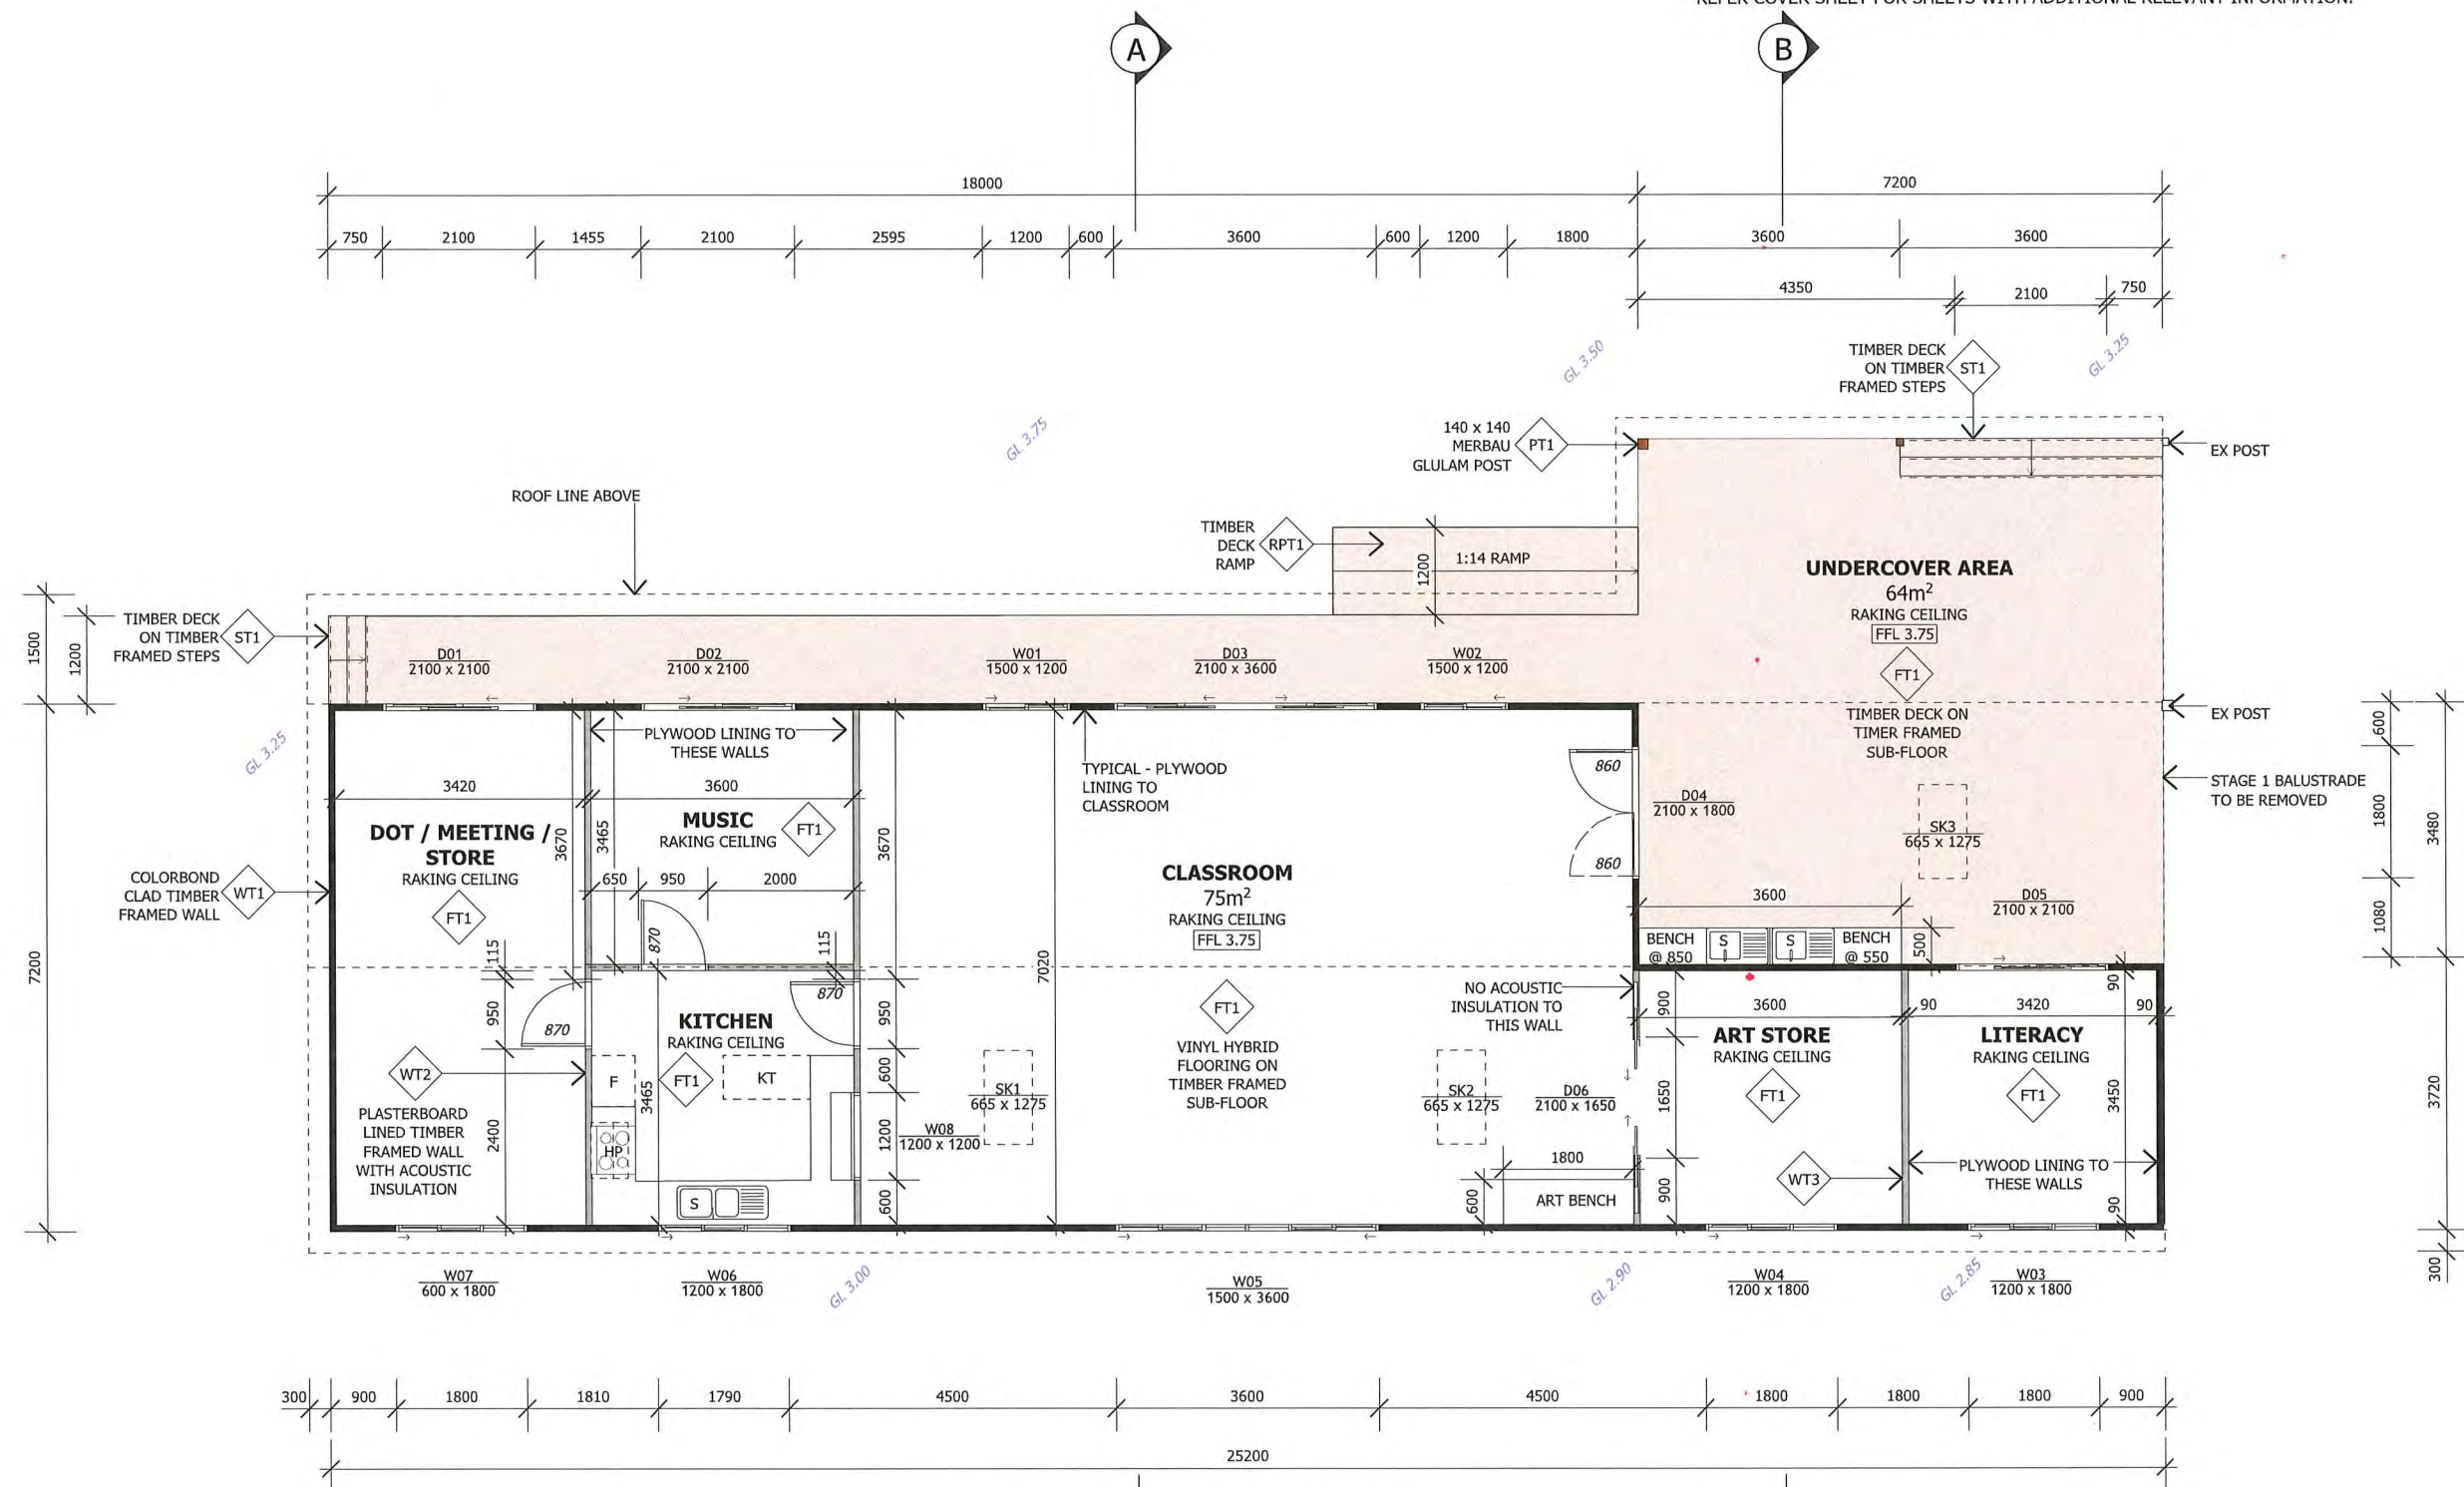 REFER COVER SHEET FOR SHEETS WITH ADDITIONAL RELEVANT INFORMATION.
A
B
18000
7200
750
2100
1455
2100
2595
1200
600
3600
600
1200
1800
3600
3600
4350
2100
750
GL 3.50
GL 3.25
GL 3.75
TIMBER DECK
ON TIMBER
FRAMED STEPS
ST1
140 x 140
MERBAU
GLULAM POST
PT1
EX POST
ROOF LINE ABOVE
TIMBER
DECK
RAMP
RPT1
1200
1:14 RAMP
UNDERCOVER AREA
64m²
RAKING CEILING
FFL 3.75
FT1
TIMBER DECK ON
TIMER FRAMED
SUB-FLOOR
1500
1200
TIMBER DECK
ON TIMBER
FRAMED STEPS
ST1
D01
2100 x 2100
D02
2100 x 2100
W01
1500 x 1200
D03
2100 x 3600
W02
1500 x 1200
EX POST
STAGE 1 BALUSTRADE
TO BE REMOVED
600
1800
1080
3480
GL 3.25
PLYWOOD LINING TO
THESE WALLS
TYPICAL - PLYWOOD
LINING TO
CLASSROOM
860
860
D04
2100 x 1800
SK3
665 x 1275
3420
3600
DOT / MEETING /
STORE
RAKING CEILING
FT1
3670
3465
MUSIC
RAKING CEILING
FT1
3670
650
950
2000
870
115
115
COLORBOND
CLAD TIMBER
FRAMED WALL
WT1
7200
CLASSROOM
75m²
RAKING CEILING
FFL 3.75
FT1
VINYL HYBRID
FLOORING ON
TIMBER FRAMED
SUB-FLOOR
7020
3600
D05
2100 x 2100
BENCH
@ 850
S
S
BENCH
@ 550
500
NO ACOUSTIC
INSULATION TO
THIS WALL
950
870
870
KITCHEN
RAKING CEILING
FT1
F
KT
HP
S
3465
950
600
1200
600
2400
WT2
PLASTERBOARD
LINED TIMBER
FRAMED WALL
WITH ACOUSTIC
INSULATION
SK1
665 x 1275
W08
1200 x 1200
SK2
665 x 1275
D06
2100 x 1650
1800
600
ART BENCH
900
1650
900
3600
ART STORE
RAKING CEILING
FT1
WT3
90
3420
90
90
LITERACY
RAKING CEILING
FT1
3450
PLYWOOD LINING TO
THESE WALLS
90
3720
300
W07
600 x 1800
W06
1200 x 1800
GL 3.00
W05
1500 x 3600
GL 2.90
W04
1200 x 1800
GL 2.85
W03
1200 x 1800
300
900
1800
1810
1790
4500
3600
4500
1800
1800
1800
900
25200